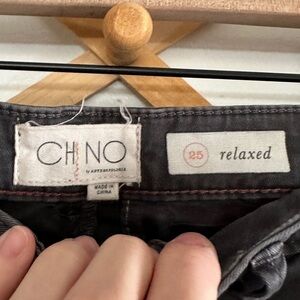 CHINO
by ANTHROPOLOGIE
MADE IN
CHINA
25 relaxed